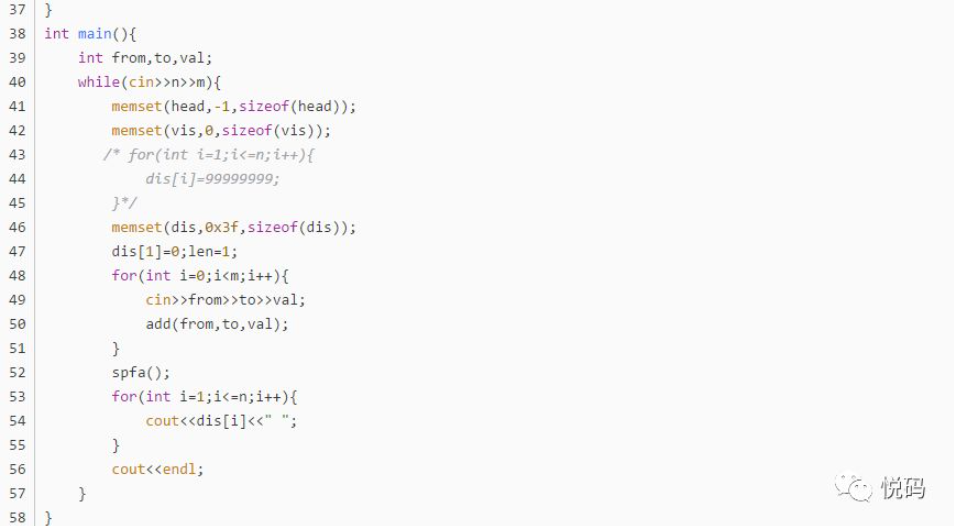 37 }
38 int main(){
39     int from,to,val;
40     while(cin>>n>>m){
41         memset(head,-1,sizeof(head));
42         memset(vis,0,sizeof(vis));
43        /* for(int i=1;i<=n;i++){
44             dis[i]=99999999;
45         }*/
46         memset(dis,0x3f,sizeof(dis));
47         dis[1]=0;len=1;
48         for(int i=0;i<m;i++){
49             cin>>from>>to>>val;
50             add(from,to,val);
51         }
52         spfa();
53         for(int i=1;i<=n;i++){
54             cout<<dis[i]<<" ";
55         }
56         cout<<endl;
57     }
58 }
悦码